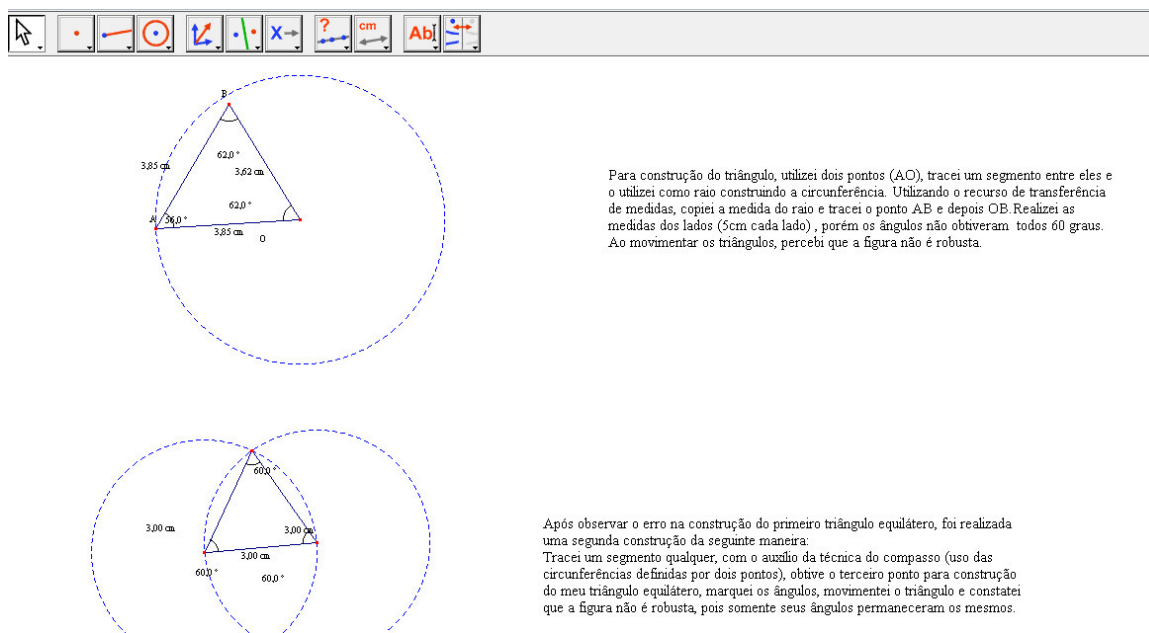 ?
cm
X
Ab
B
3,85 cm
62,0 °
3,62 cm
62,0 °
A
56,0 °
3,85 cm
O
Para construção do triângulo, utilizei dois pontos (AO), tracei um segmento entre eles e
o utilizei como raio construindo a circunferência. Utilizando o recurso de transferência
de medidas, copiei a medida do raio e tracei o ponto AB e depois OB.Realizei as
medidas dos lados (5cm cada lado) , porém os ângulos não obtiveram todos 60 graus.
Ao movimentar os triângulos, percebi que a figura não é robusta.
60,0 °
3,00 cm
3,00 cm
3,00 cm
60,0 °
60,0 °
Após observar o erro na construção do primeiro triângulo equilátero, foi realizada
uma segunda construção da seguinte maneira:
Tracei um segmento qualquer, com o auxílio da técnica do compasso (uso das
circunferências definidas por dois pontos), obtive o terceiro ponto para construção
do meu triângulo equilátero, marquei os ângulos, movimentei o triângulo e constatei
que a figura não é robusta, pois somente seus ângulos permaneceram os mesmos.